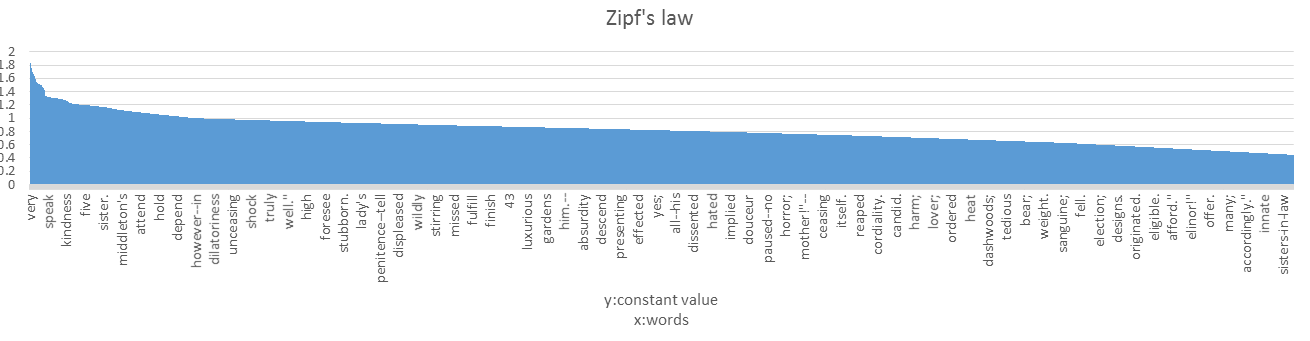 Zipf's law
2
1.8
1.6
1.4
1.2
1
0.8
0.6
0.4
0.2
0
very
speak
kindness
five
sister.
middleton's
attend
hold
depend
however--in
dilatoriness
unceasing
shock
truly
well."
high
foresee
stubborn.
lady's
penitence--tell
displeased
wildly
stirring
missed
fulfill
finish
43
luxurious
gardens
him.--
absurdity
descend
presenting
effected
yes;
all--his
dissented
hated
implied
douceur
paused--no
horror;
mother!"--
ceasing
itself.
reaped
cordiality.
candid.
harm;
lover;
ordered
heat
dashwoods;
tedious
bear;
weight.
sanguine;
fell.
election;
designs.
originated.
eligible.
afford."
elinor!"
offer.
many;
accordingly."
innate
sisters-in-law
y:constant value
x:words